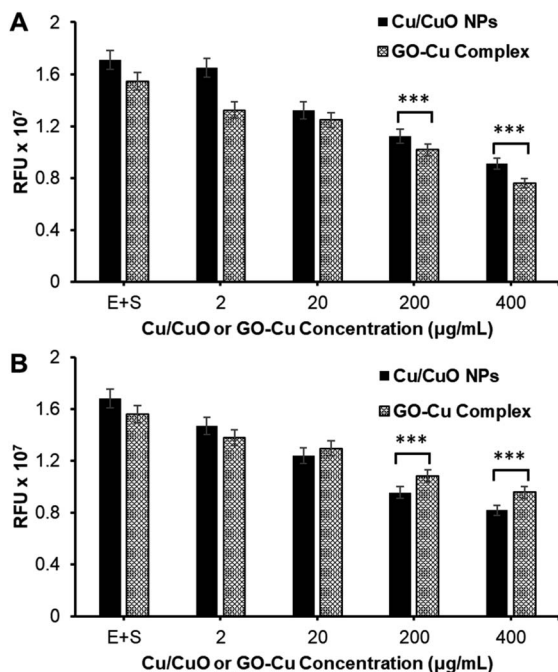 A
Cu/CuO NPs
GO-Cu Complex
2
1.6
1.2
0.8
0.4
0
RFU x 10⁷
***
***
E+S 2 20 200 400
Cu/CuO or GO-Cu Concentration (µg/mL)
B
Cu/CuO NPs
GO-Cu Complex
2
1.6
1.2
0.8
0.4
0
RFU x 10⁷
***
***
E+S 2 20 200 400
Cu/CuO or GO-Cu Concentration (µg/mL)